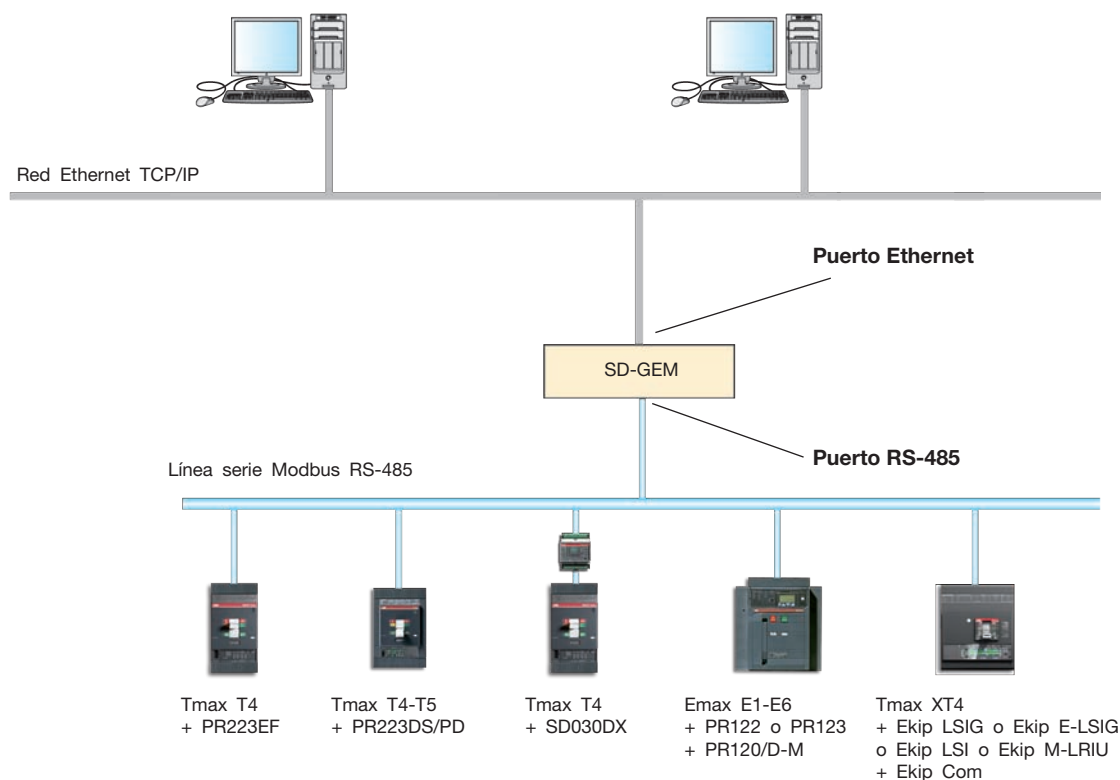 Red Ethernet TCP/IP
Puerto Ethernet
SD-GEM
Puerto RS-485
Línea serie Modbus RS-485
Tmax T4
+ PR223EF
Tmax T4-T5
+ PR223DS/PD
Tmax T4
+ SD030DX
Emax E1-E6
+ PR122 o PR123
+ PR120/D-M
Tmax XT4
+ Ekip LSIG o Ekip E-LSIG
o Ekip LSI o Ekip M-LRIU
+ Ekip Com